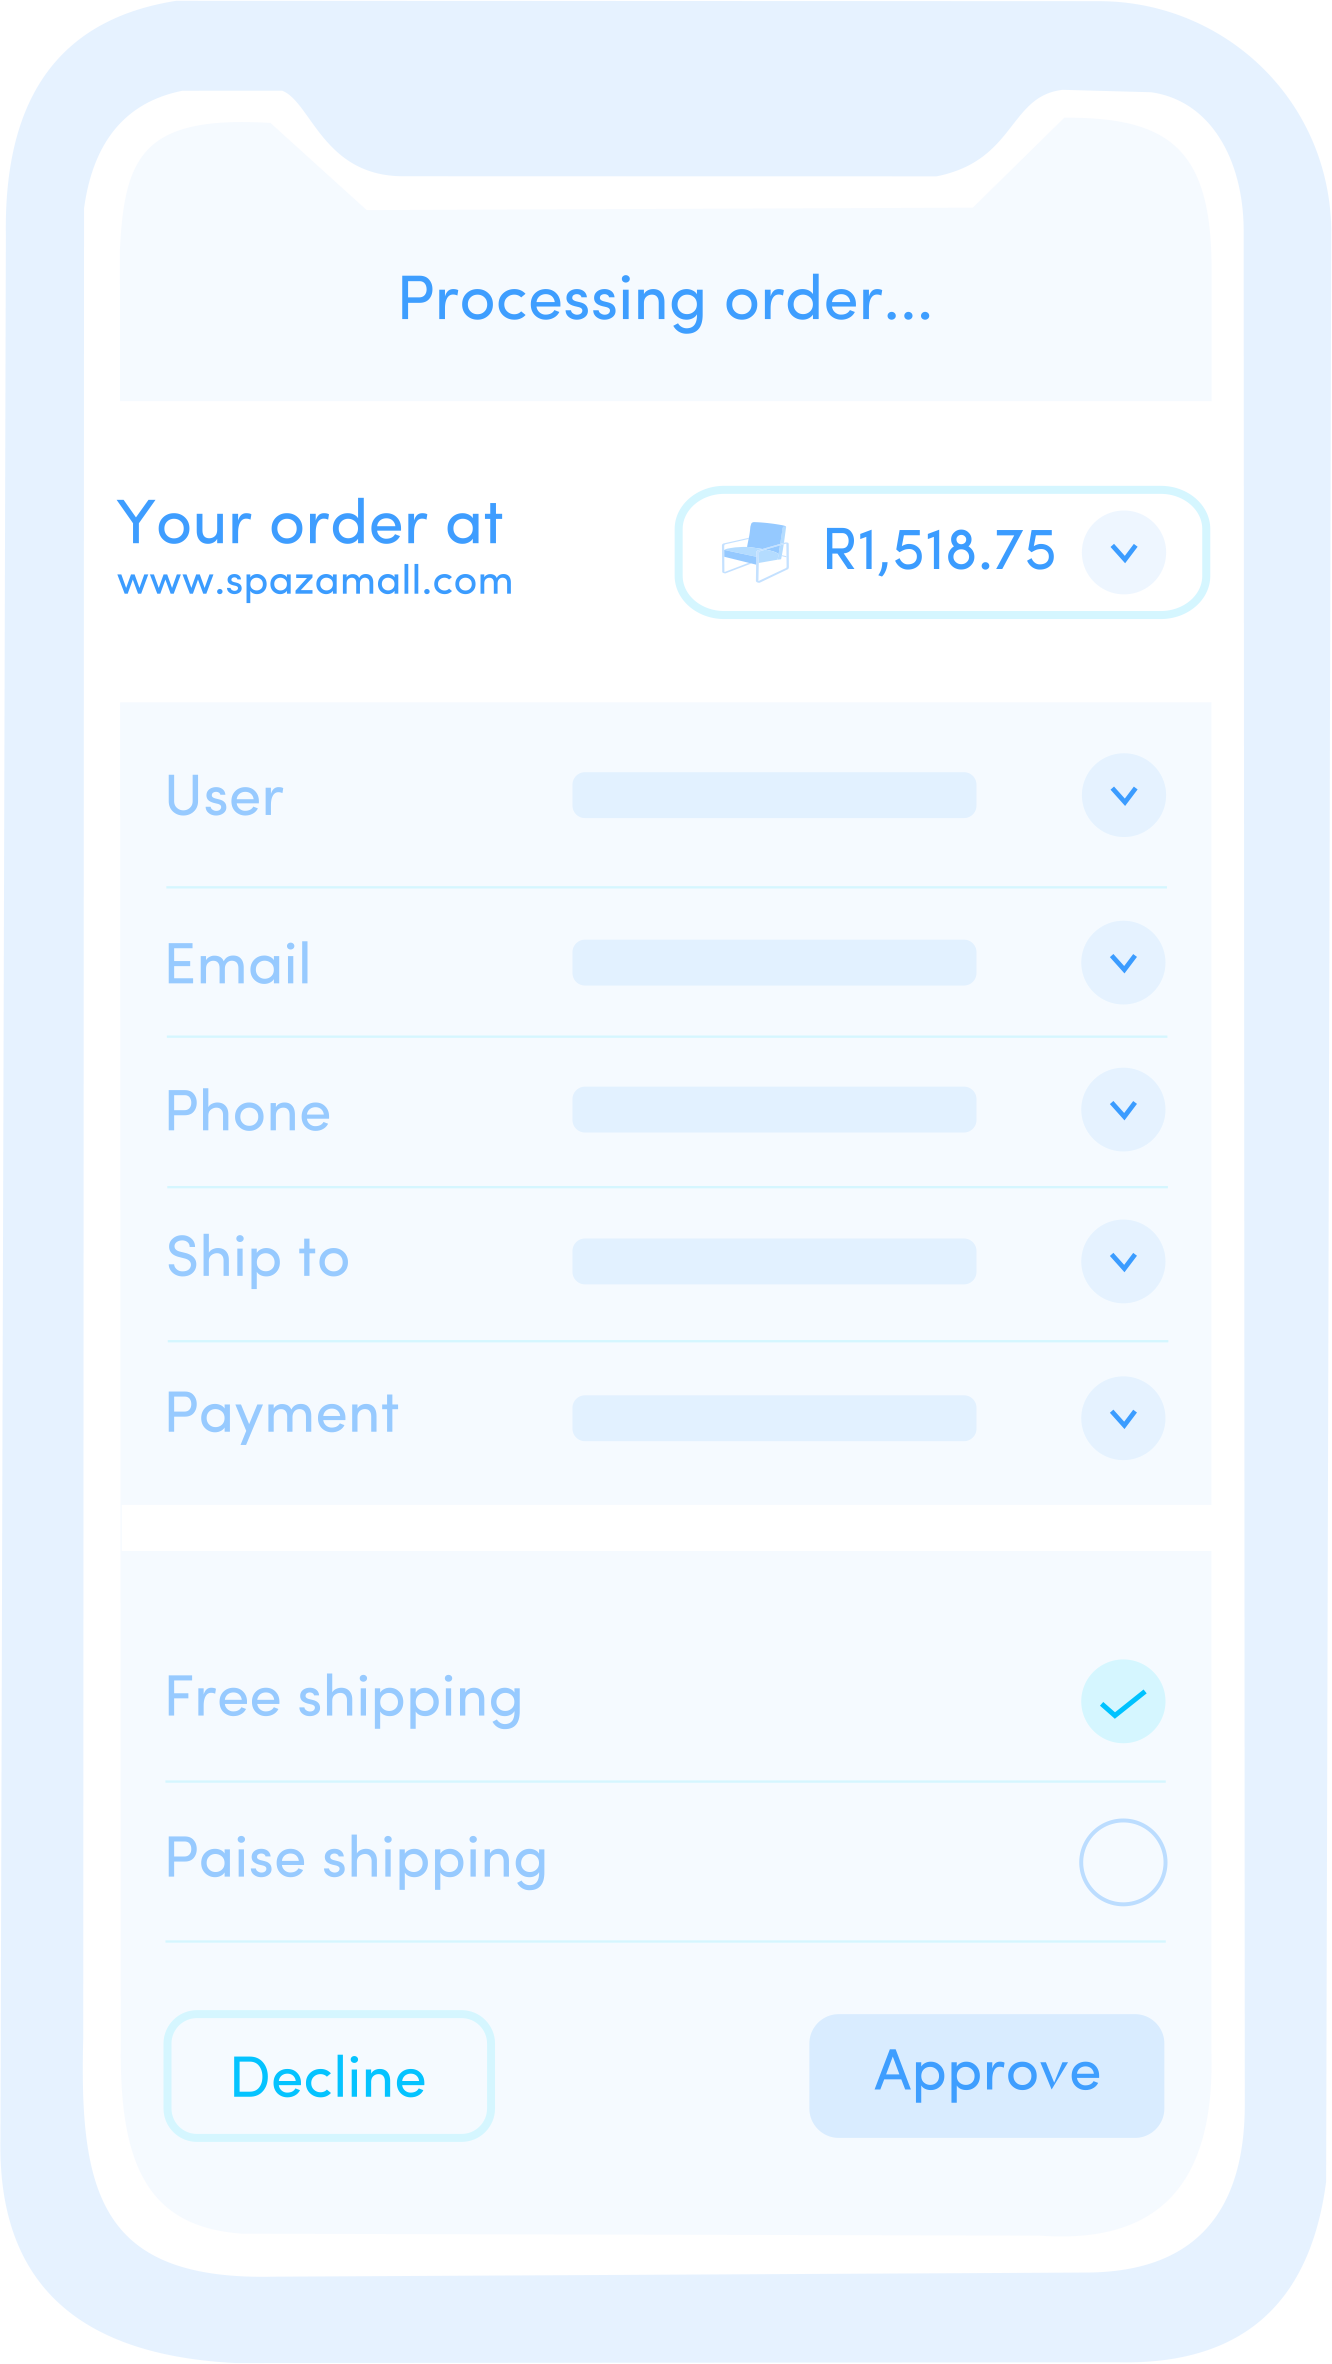 Processing order...
Your order at
www.spazamall.com
R1,518.75
User
Email
Phone
Ship to
Payment
Free shipping
Paise shipping
Decline
Approve